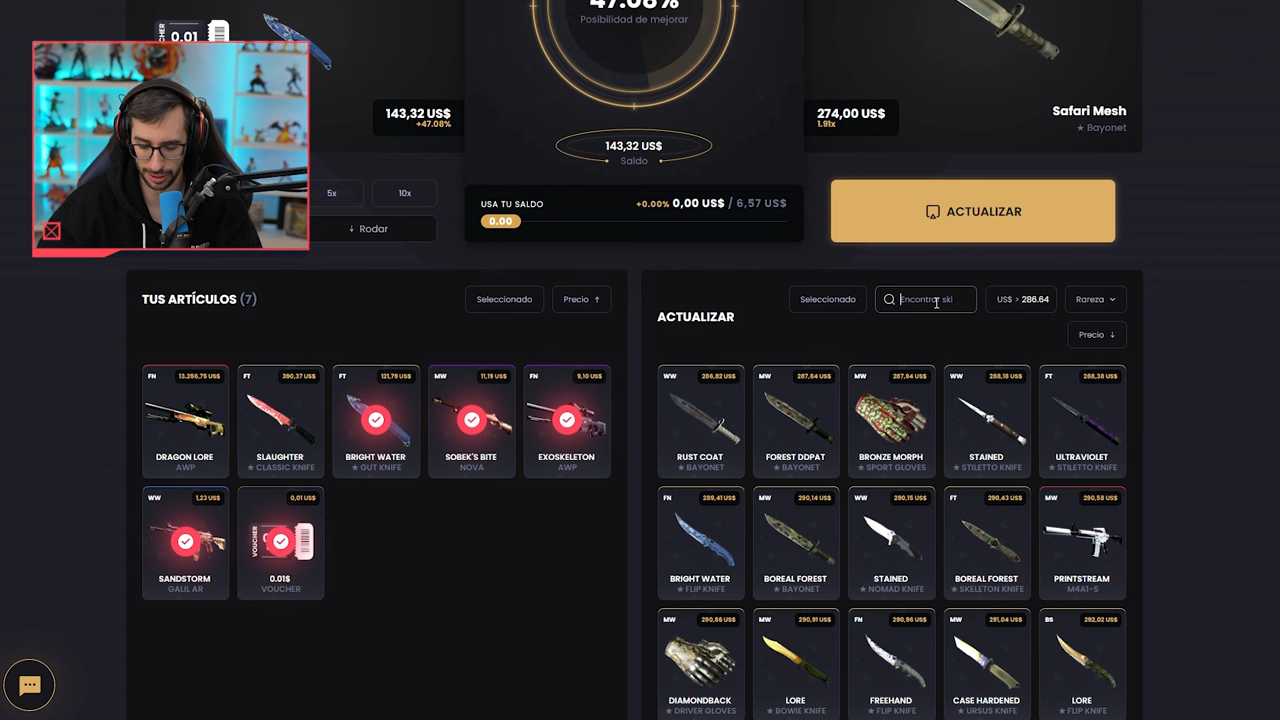 47.08%
Posibilidad de mejorar
0,01
143,32 US$
+47.08%
274,00 US$
1.91x
Safari Mesh
★ Bayonet
143,32 US$
Saldo
5x
10x
↓ Rodar
USA TU SALDO
+0.00% 0,00 US$ / 6,57 US$
0.00
ACTUALIZAR
TUS ARTÍCULOS (7)
Seleccionado
Precio ↑
ACTUALIZAR
Seleccionado
Encontrar ski
US$ > 286.64
Rareza
Precio ↓
FN 13.256,75 US$
DRAGON LORE
AWP
FT 390,37 US$
SLAUGHTER
★ CLASSIC KNIFE
FT 121,79 US$
BRIGHT WATER
★ GUT KNIFE
MW 11,19 US$
SOBEK'S BITE
NOVA
FN 9,10 US$
EXOSKELETON
AWP
WW 1,23 US$
SANDSTORM
GALIL AR
0,01 US$
VOUCHER
0.01$
VOUCHER
WW 286,82 US$
RUST COAT
★ BAYONET
MW 287,84 US$
FOREST DDPAT
★ BAYONET
MW 287,94 US$
BRONZE MORPH
★ SPORT GLOVES
WW 288,18 US$
STAINED
★ STILETTO KNIFE
FT 288,38 US$
ULTRAVIOLET
★ STILETTO KNIFE
FN 289,41 US$
BRIGHT WATER
★ FLIP KNIFE
MW 290,14 US$
BOREAL FOREST
★ BAYONET
WW 290,15 US$
STAINED
★ NOMAD KNIFE
FT 290,43 US$
BOREAL FOREST
★ SKELETON KNIFE
MW 290,58 US$
PRINTSTREAM
M4A1-S
MW 290,86 US$
DIAMONDBACK
★ DRIVER GLOVES
MW 290,91 US$
LORE
★ BOWIE KNIFE
FN 290,96 US$
FREEHAND
★ FLIP KNIFE
MW 291,04 US$
CASE HARDENED
★ URSUS KNIFE
BS 292,02 US$
LORE
★ FLIP KNIFE